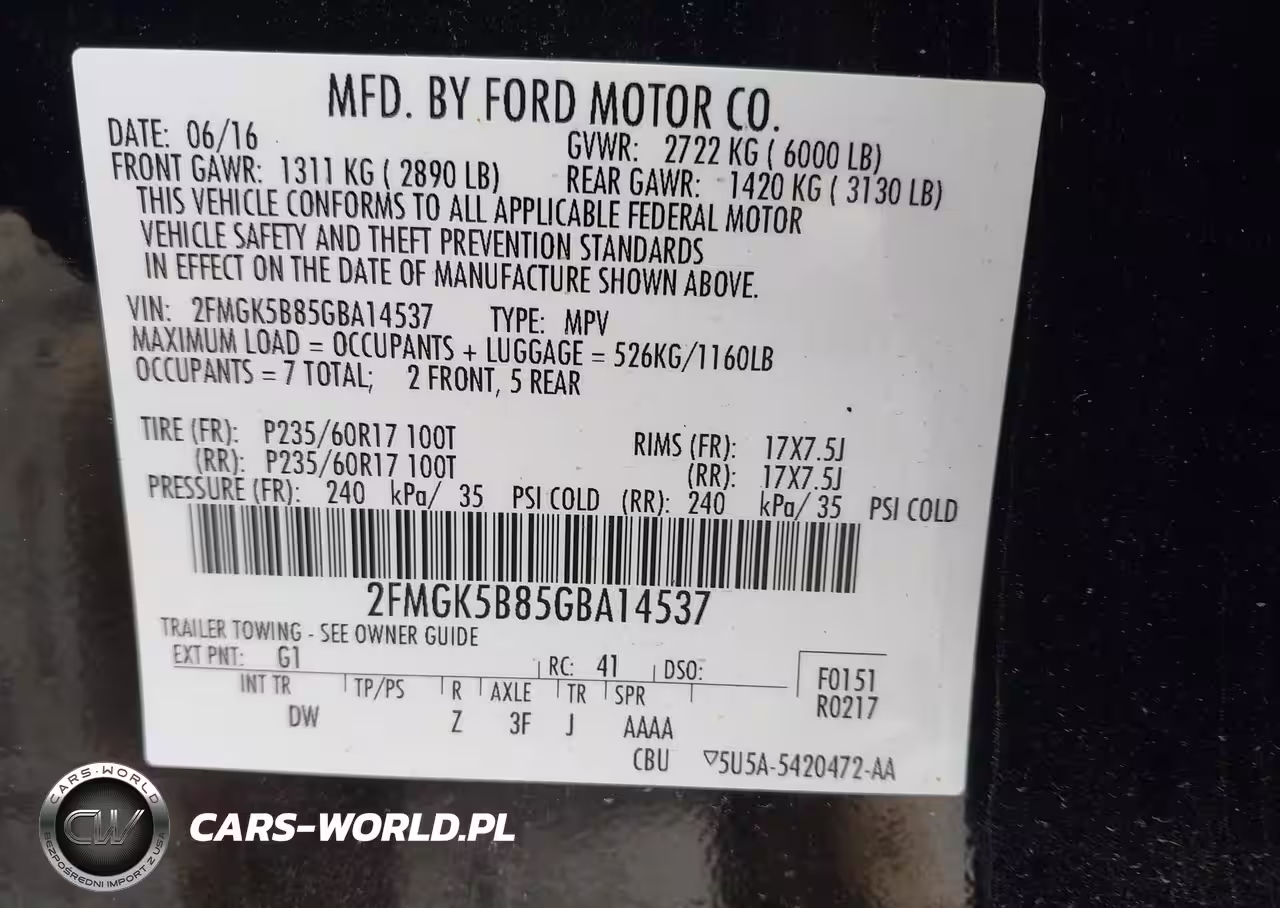 MFD. BY FORD MOTOR CO.
DATE: 06/16 GVWR: 2722 KG ( 6000 LB)
FRONT GAWR: 1311 KG ( 2890 LB) REAR GAWR: 1420 KG ( 3130 LB)
THIS VEHICLE CONFORMS TO ALL APPLICABLE FEDERAL MOTOR
VEHICLE SAFETY AND THEFT PREVENTION STANDARDS
IN EFFECT ON THE DATE OF MANUFACTURE SHOWN ABOVE.
VIN: 2FMGK5B85GBA14537 TYPE: MPV
MAXIMUM LOAD = OCCUPANTS + LUGGAGE = 526KG/1160LB
OCCUPANTS = 7 TOTAL; 2 FRONT, 5 REAR
TIRE (FR): P235/60R17 100T RIMS (FR): 17X7.5J
(RR): P235/60R17 100T (RR): 17X7.5J
PRESSURE (FR): 240 kPa/ 35 PSI COLD (RR): 240 kPa/ 35 PSI COLD
2FMGK5B85GBA14537
TRAILER TOWING - SEE OWNER GUIDE
EXT PNT: G1 RC: 41 DSO: F0151
INT TR TP/PS R AXLE TR SPR R0217
DW Z 3F J AAAA
CBU ▽5U5A-5420472-AA
CARS-WORLD
CW
BEZPOŚREDNI IMPORT Z USA
CARS-WORLD.PL